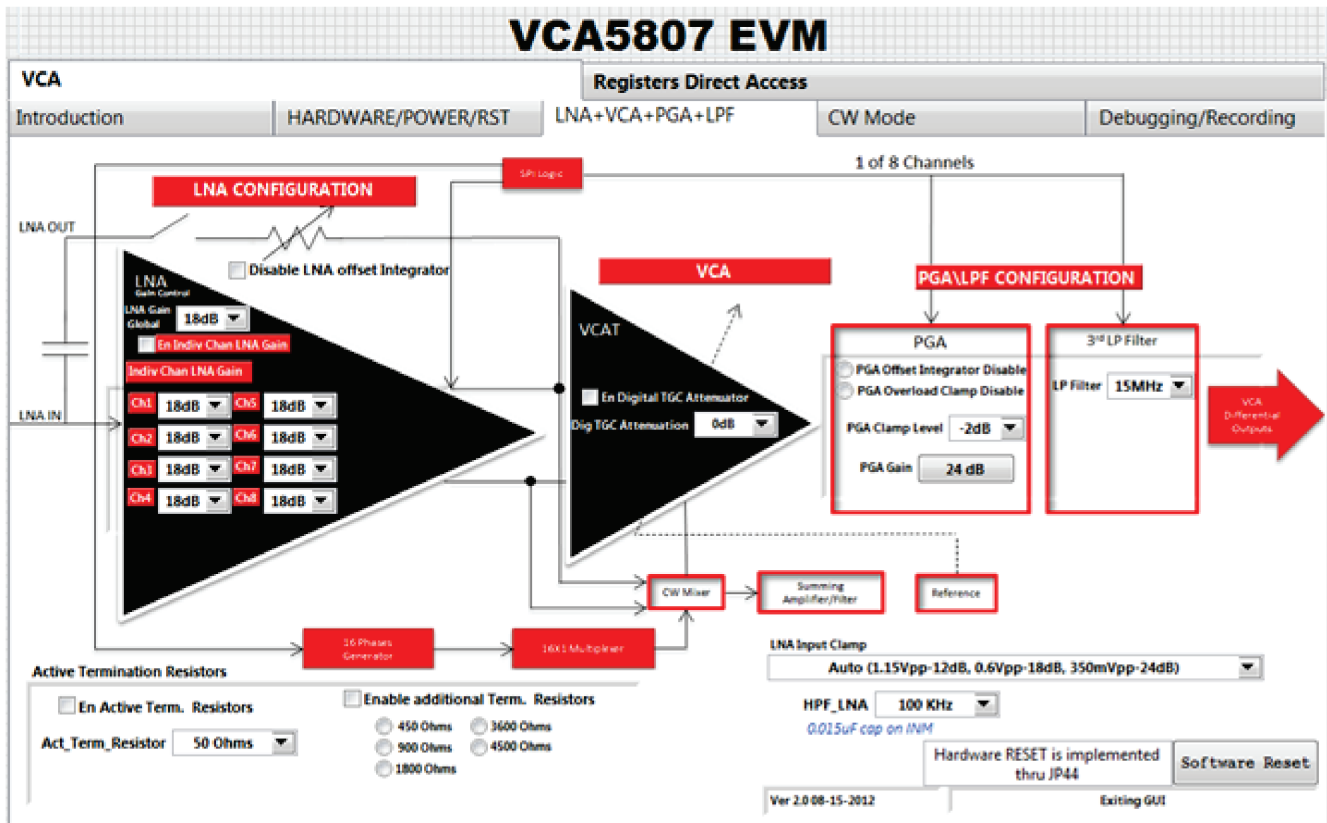 VCA5807 EVM
VCA
Registers Direct Access
Introduction
HARDWARE/POWER/RST
LNA+VCA+PGA+LPF
CW Mode
Debugging/Recording
1 of 8 Channels
SPI Logic
LNA CONFIGURATION
LNA OUT
Disable LNA offset Integrator
VCA
PGA\LPF CONFIGURATION
LNA
Gain Control
LNA Gain
Global
18dB
En Indiv Chan LNA Gain
Indiv Chan LNA Gain
Ch1 18dB Ch5 18dB
Ch2 18dB Ch6 18dB
Ch3 18dB Ch7 18dB
Ch4 18dB Ch8 18dB
LNA IN
VCAT
En Digital TGC Attenuator
Dig TGC Attenuation 0dB
PGA
PGA Offset Integrator Disable
PGA Overload Clamp Disable
PGA Clamp Level -2dB
PGA Gain 24 dB
3rd LP Filter
LP Filter 15MHz
VCA
Differential
Outputs
CW Mixer
Summing
Amplifier/Filter
Reference
16 Phases
Generator
16X1 Multiplexer
Active Termination Resistors
En Active Term. Resistors
Act_Term_Resistor 50 Ohms
Enable additional Term. Resistors
450 Ohms 3600 Ohms
900 Ohms 4500 Ohms
1800 Ohms
LNA Input Clamp
Auto (1.15Vpp-12dB, 0.6Vpp-18dB, 350mVpp-24dB)
HPF_LNA 100 KHz
0.015uF cap on INM
Hardware RESET is implemented
thru JP44
Software Reset
Ver 2.0 08-15-2012
Exiting GUI